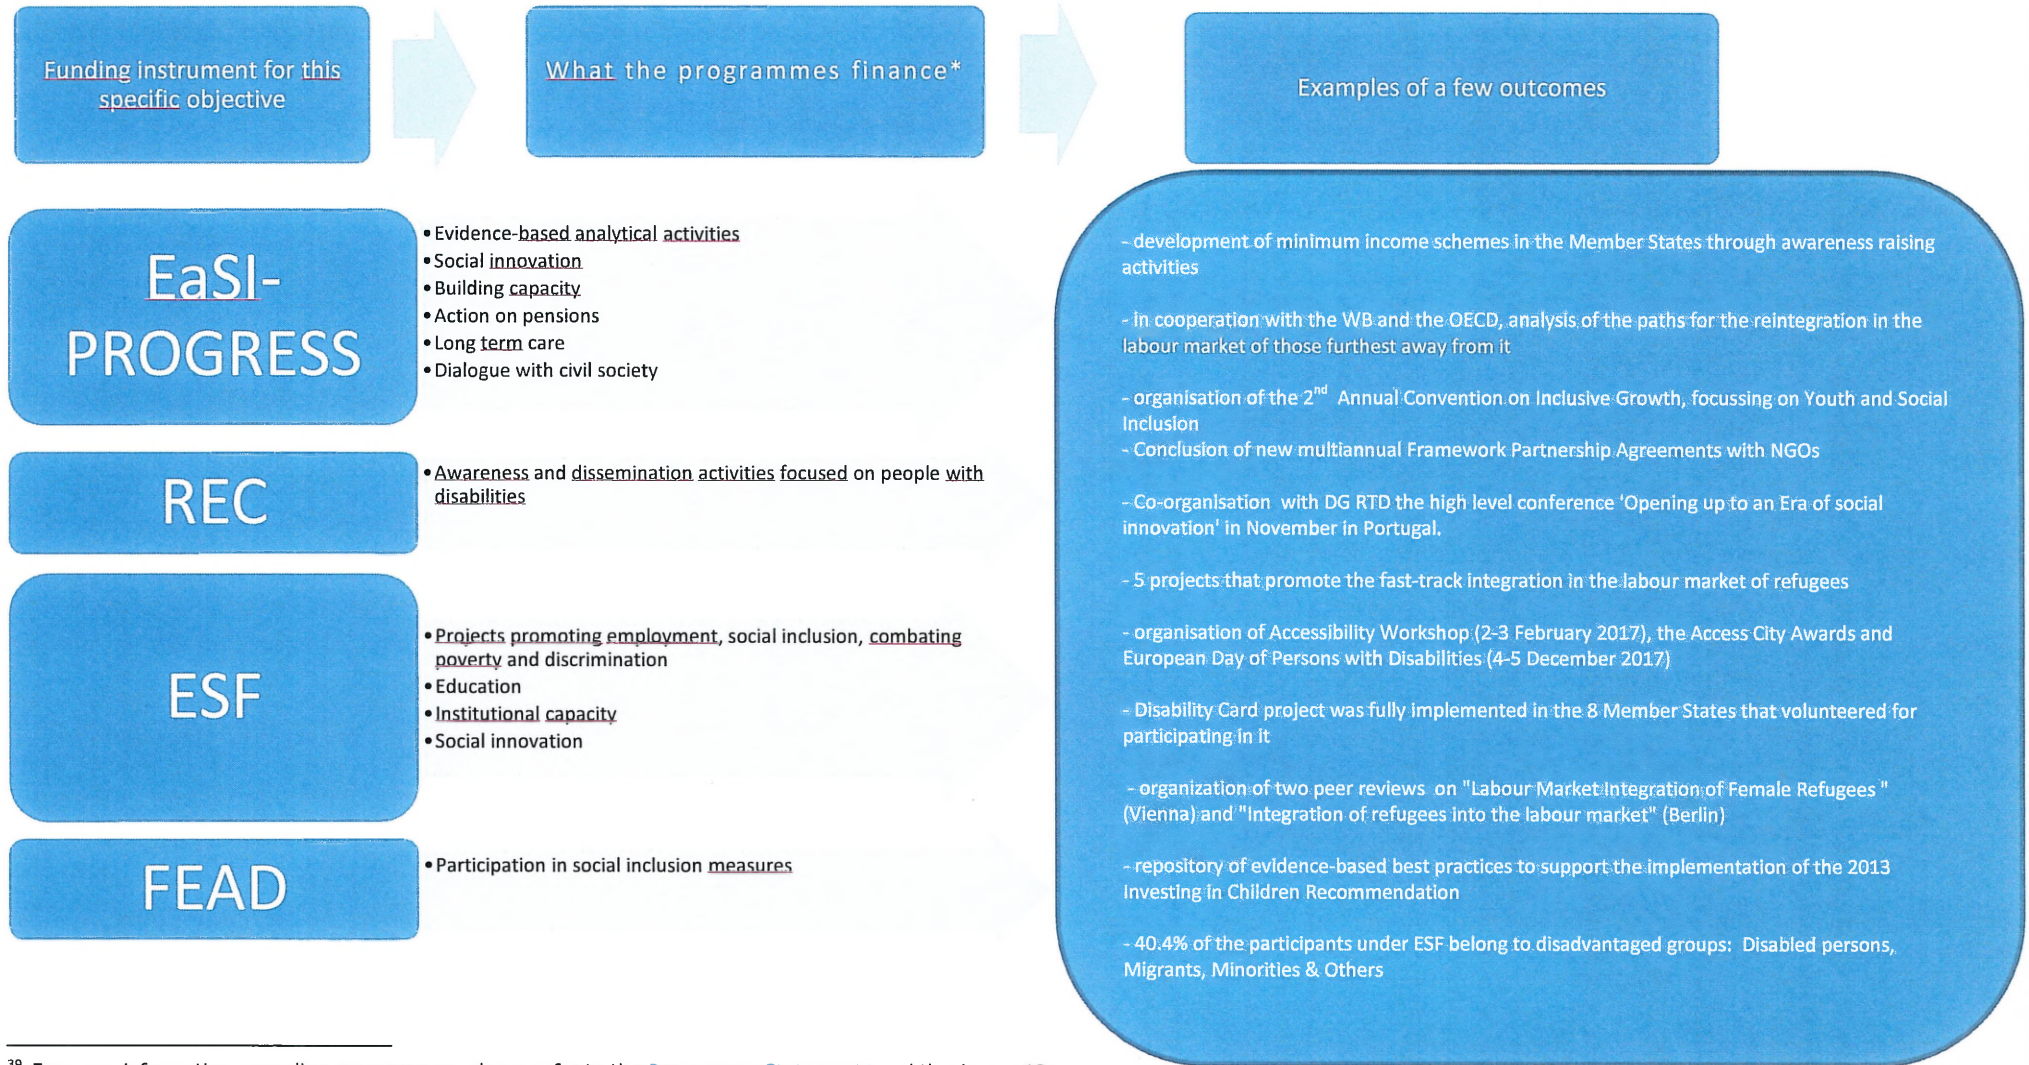 Funding instrument for this
specific objective
What the programmes finance*
Examples of a few outcomes
EaSI-
PROGRESS
• Evidence-based analytical activities
• Social innovation
• Building capacity
• Action on pensions
• Long term care
• Dialogue with civil society
REC
• Awareness and dissemination activities focused on people with
disabilities
ESF
• Projects promoting employment, social inclusion, combating
poverty and discrimination
• Education
• Institutional capacity
• Social innovation
FEAD
• Participation in social inclusion measures
- development of minimum income schemes in the Member States through awareness raising
activities
- in cooperation with the WB and the OECD, analysis of the paths for the reintegration in the
labour market of those furthest away from it
- organisation of the 2nd Annual Convention on Inclusive Growth, focussing on Youth and Social
Inclusion
- Conclusion of new multiannual Framework Partnership Agreements with NGOs
- Co-organisation with DG RTD the high level conference 'Opening up to an Era of social
innovation' in November in Portugal.
- 5 projects that promote the fast-track integration in the labour market of refugees
- organisation of Accessibility Workshop (2-3 February 2017), the Access City Awards and
European Day of Persons with Disabilities (4-5 December 2017)
- Disability Card project was fully implemented in the 8 Member States that volunteered for
participating in it
- organization of two peer reviews on "Labour Market Integration of Female Refugees "
(Vienna) and "Integration of refugees into the labour market" (Berlin)
- repository of evidence-based best practices to support the implementation of the 2013
Investing in Children Recommendation
- 40.4% of the participants under ESF belong to disadvantaged groups: Disabled persons,
Migrants, Minorities & Others
39